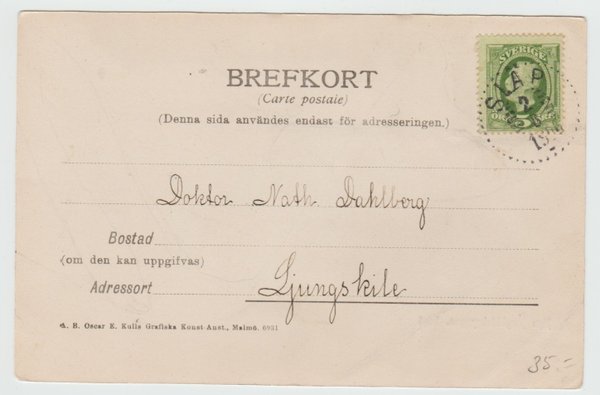 BREFKORT
(Carte postale)
(Denna sida användes endast för adresseringen.)
SVERIGE
Doktor Nath. Dahlberg
Bostad
(om den kan uppgifvas)
Adressort
Ljungskile
A. B. Oscar E. Kulls Grafiska Konst-Anst., Malmö. 6931
35.=